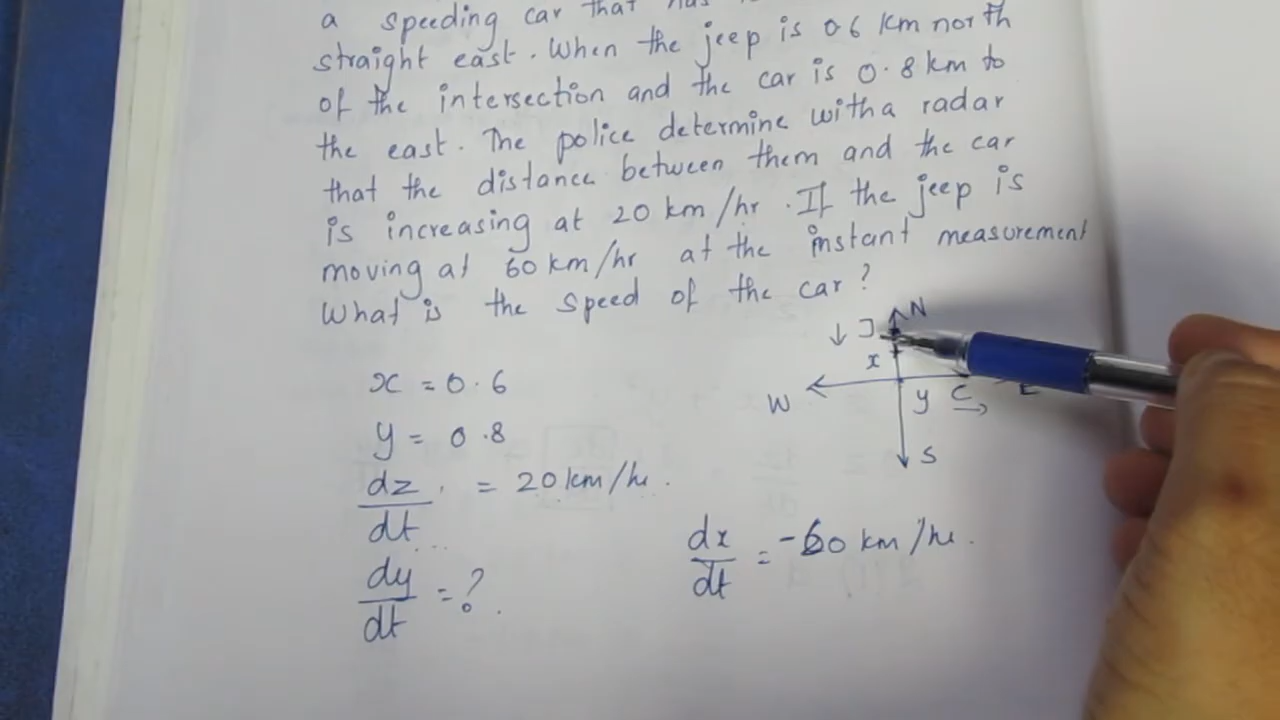 a speeding car that has
straight east. When the jeep is 0.6 km north
of the intersection and the car is 0.8 km to
the east. The police determine with a radar
that the distance between them and the car
is increasing at 20 km/hr. If the jeep is
moving at 60 km/hr at the instant measurement
What is the speed of the car?
N
↓ J
x
W
y C
E
S
x = 0.6
y = 0.8
dz/dt = 20 km/hr.
dx/dt = -60 km/hr.
dy/dt = ?